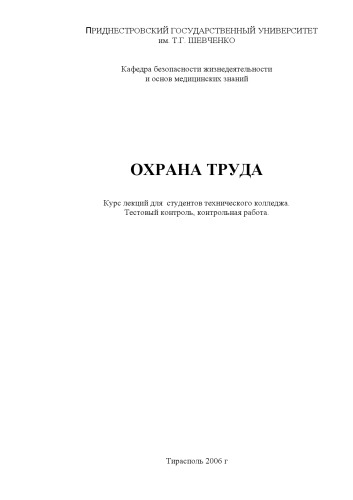 ПРИДНЕСТРОВСКИЙ ГОСУДАРСТВЕННЫЙ УНИВЕРСИТЕТ
им. Т.Г. ШЕВЧЕНКО
Кафедра безопасности жизнедеятельности
и основ медицинских знаний
ОХРАНА ТРУДА
Курс лекций для студентов технического колледжа.
Тестовый контроль, контрольная работа.
Тирасполь 2006 г